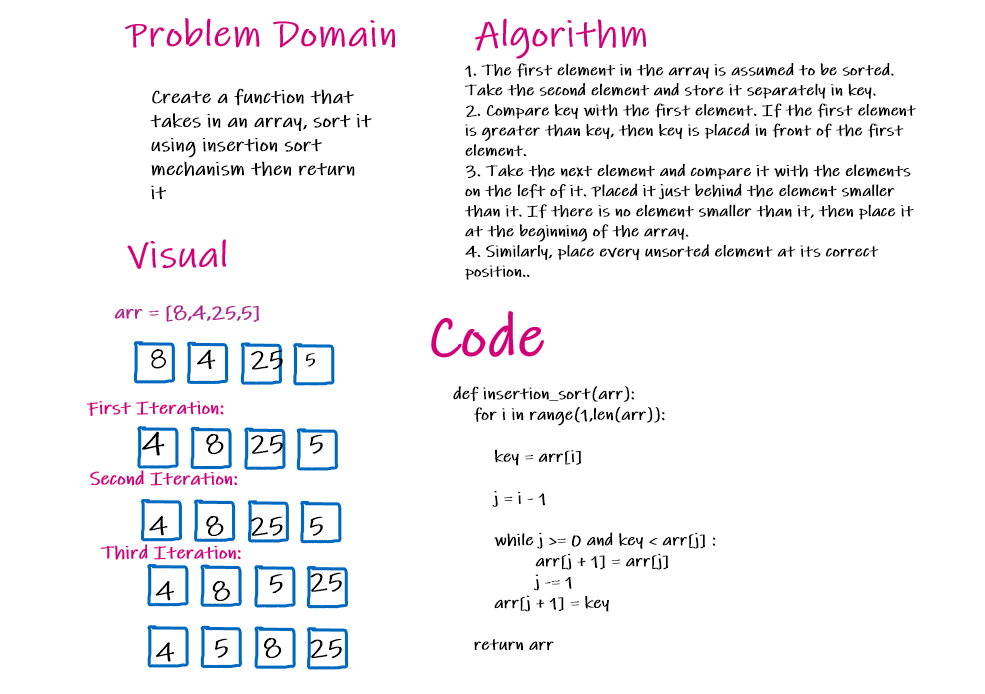 Problem Domain
Create a function that
takes in an array, sort it
using insertion sort
mechanism then return
it
Visual
arr = [8,4,25,5]
8 4 25 5
First Iteration:
4 8 25 5
Second Iteration:
4 8 25 5
Third Iteration:
4 8 5 25
4 5 8 25
Algorithm
1. The first element in the array is assumed to be sorted.
Take the second element and store it separately in key.
2. Compare key with the first element. If the first element
is greater than key, then key is placed in front of the first
element.
3. Take the next element and compare it with the elements
on the left of it. Placed it just behind the element smaller
than it. If there is no element smaller than it, then place it
at the beginning of the array.
4. Similarly, place every unsorted element at its correct
position..
Code
def insertion_sort(arr):
for i in range(1,len(arr)):
key = arr[i]
j = i - 1
while j >= 0 and key < arr[j] :
arr[j + 1] = arr[j]
j -= 1
arr[j + 1] = key
return arr